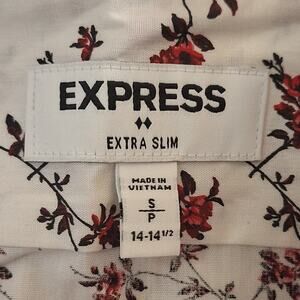 EXPRESS
EXTRA SLIM
MADE IN
VIETNAM
S
P
14-14 1/2